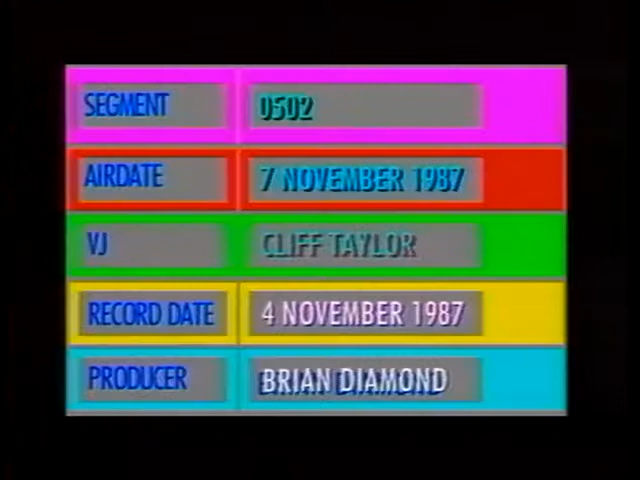 SEGMENT 0502
AIRDATE 7 NOVEMBER 1987
VJ CLIFF TAYLOR
RECORD DATE 4 NOVEMBER 1987
PRODUCER BRIAN DIAMOND